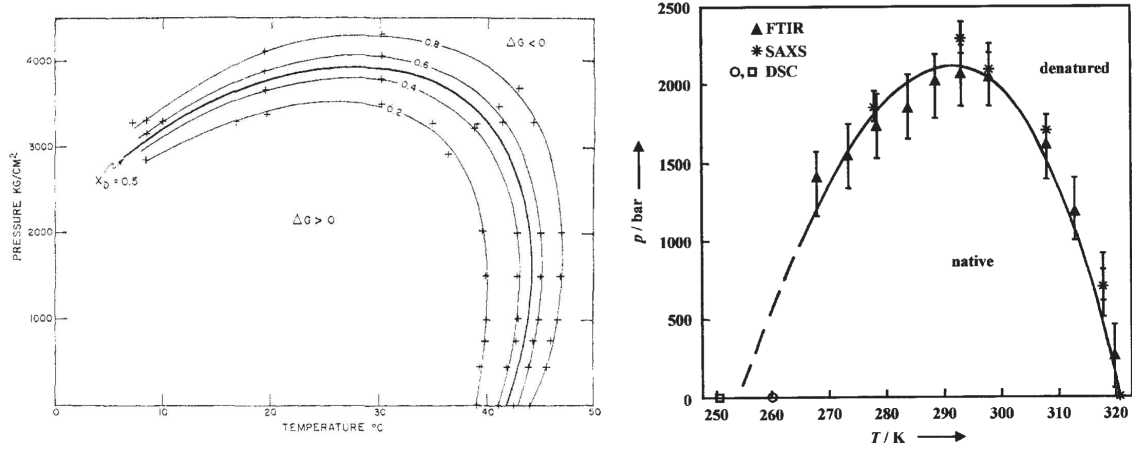 4000
3000
2000
1000
PRESSURE KG/CM²
0.8
0.6
0.4
0.2
ΔG<0
ΔG>0
X_D = 0.5
0
10
20
30
40
50
TEMPERATURE °C
▲ FTIR
✳ SAXS
○,□ DSC
denatured
native
2500
2000
1500
1000
500
0
p / bar
250
260
270
280
290
300
310
320
T / K